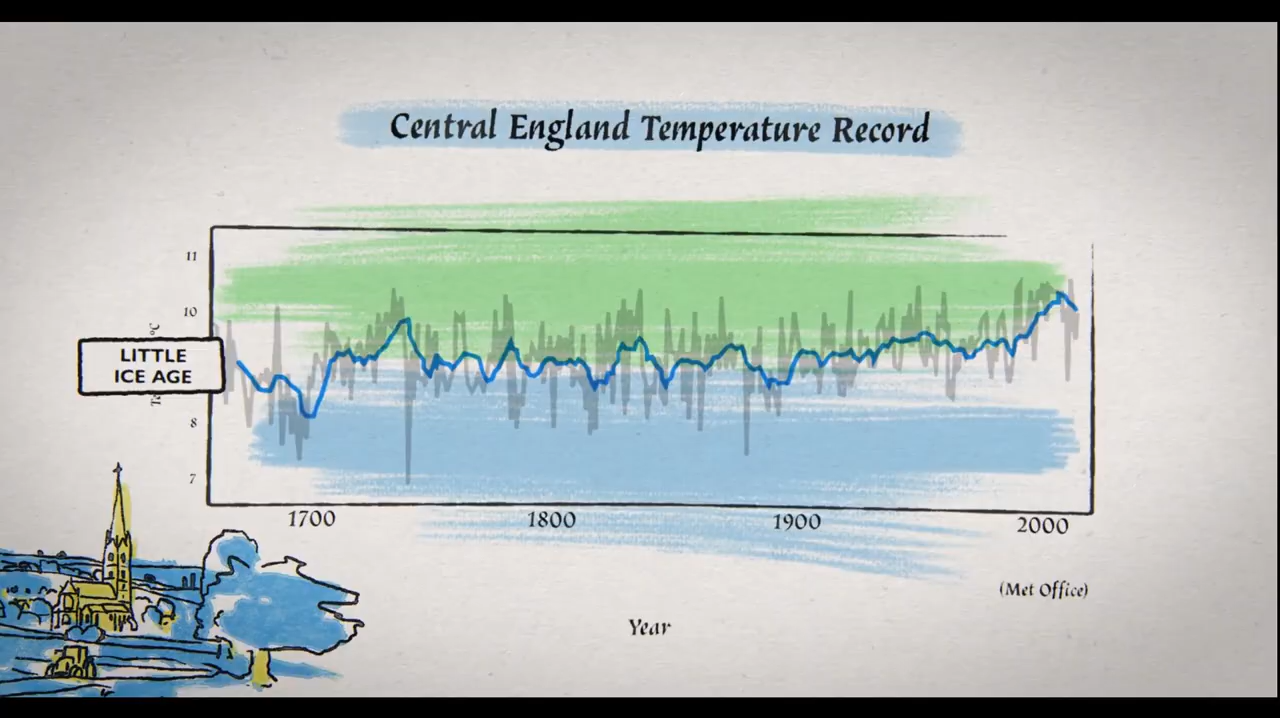 Central England Temperature Record
11
10
°C
LITTLE
ICE AGE
8
7
1700
1800
1900
2000
(Met Office)
Year